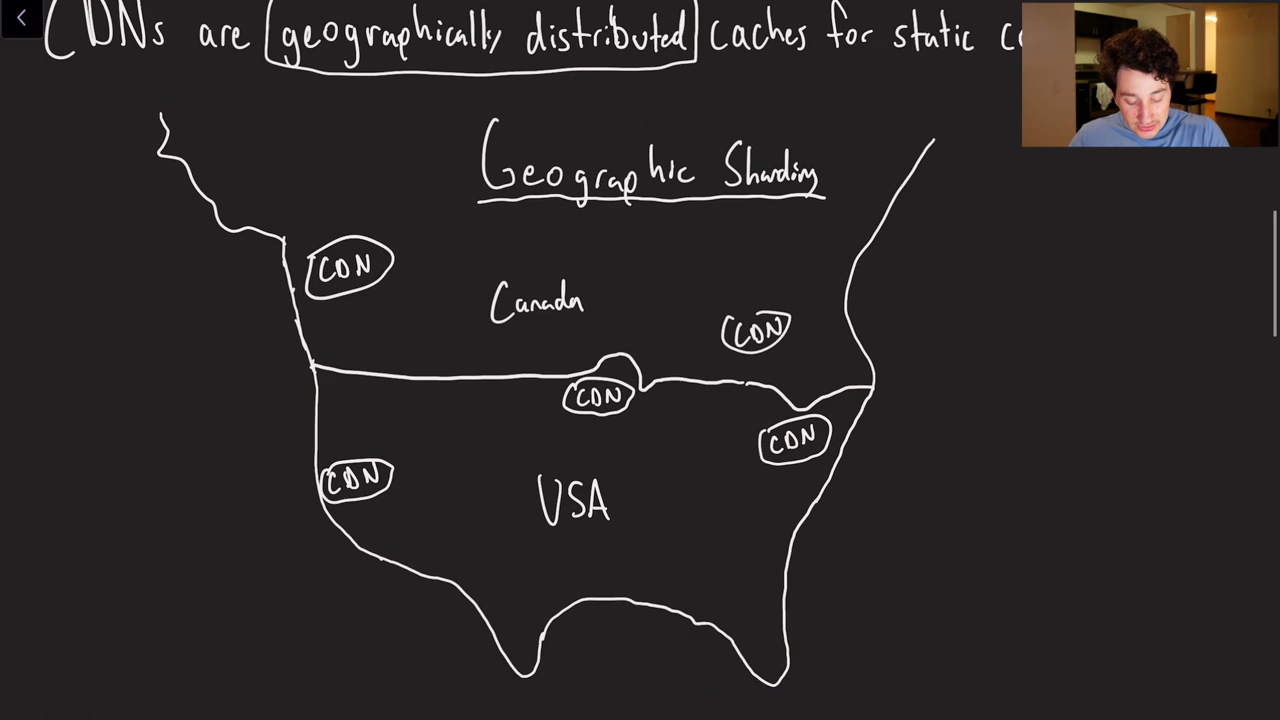 CDNs are geographically distributed caches for static
Geographic Sharding
CDN
Canada
CDN
CDN
CDN
CDN
USA